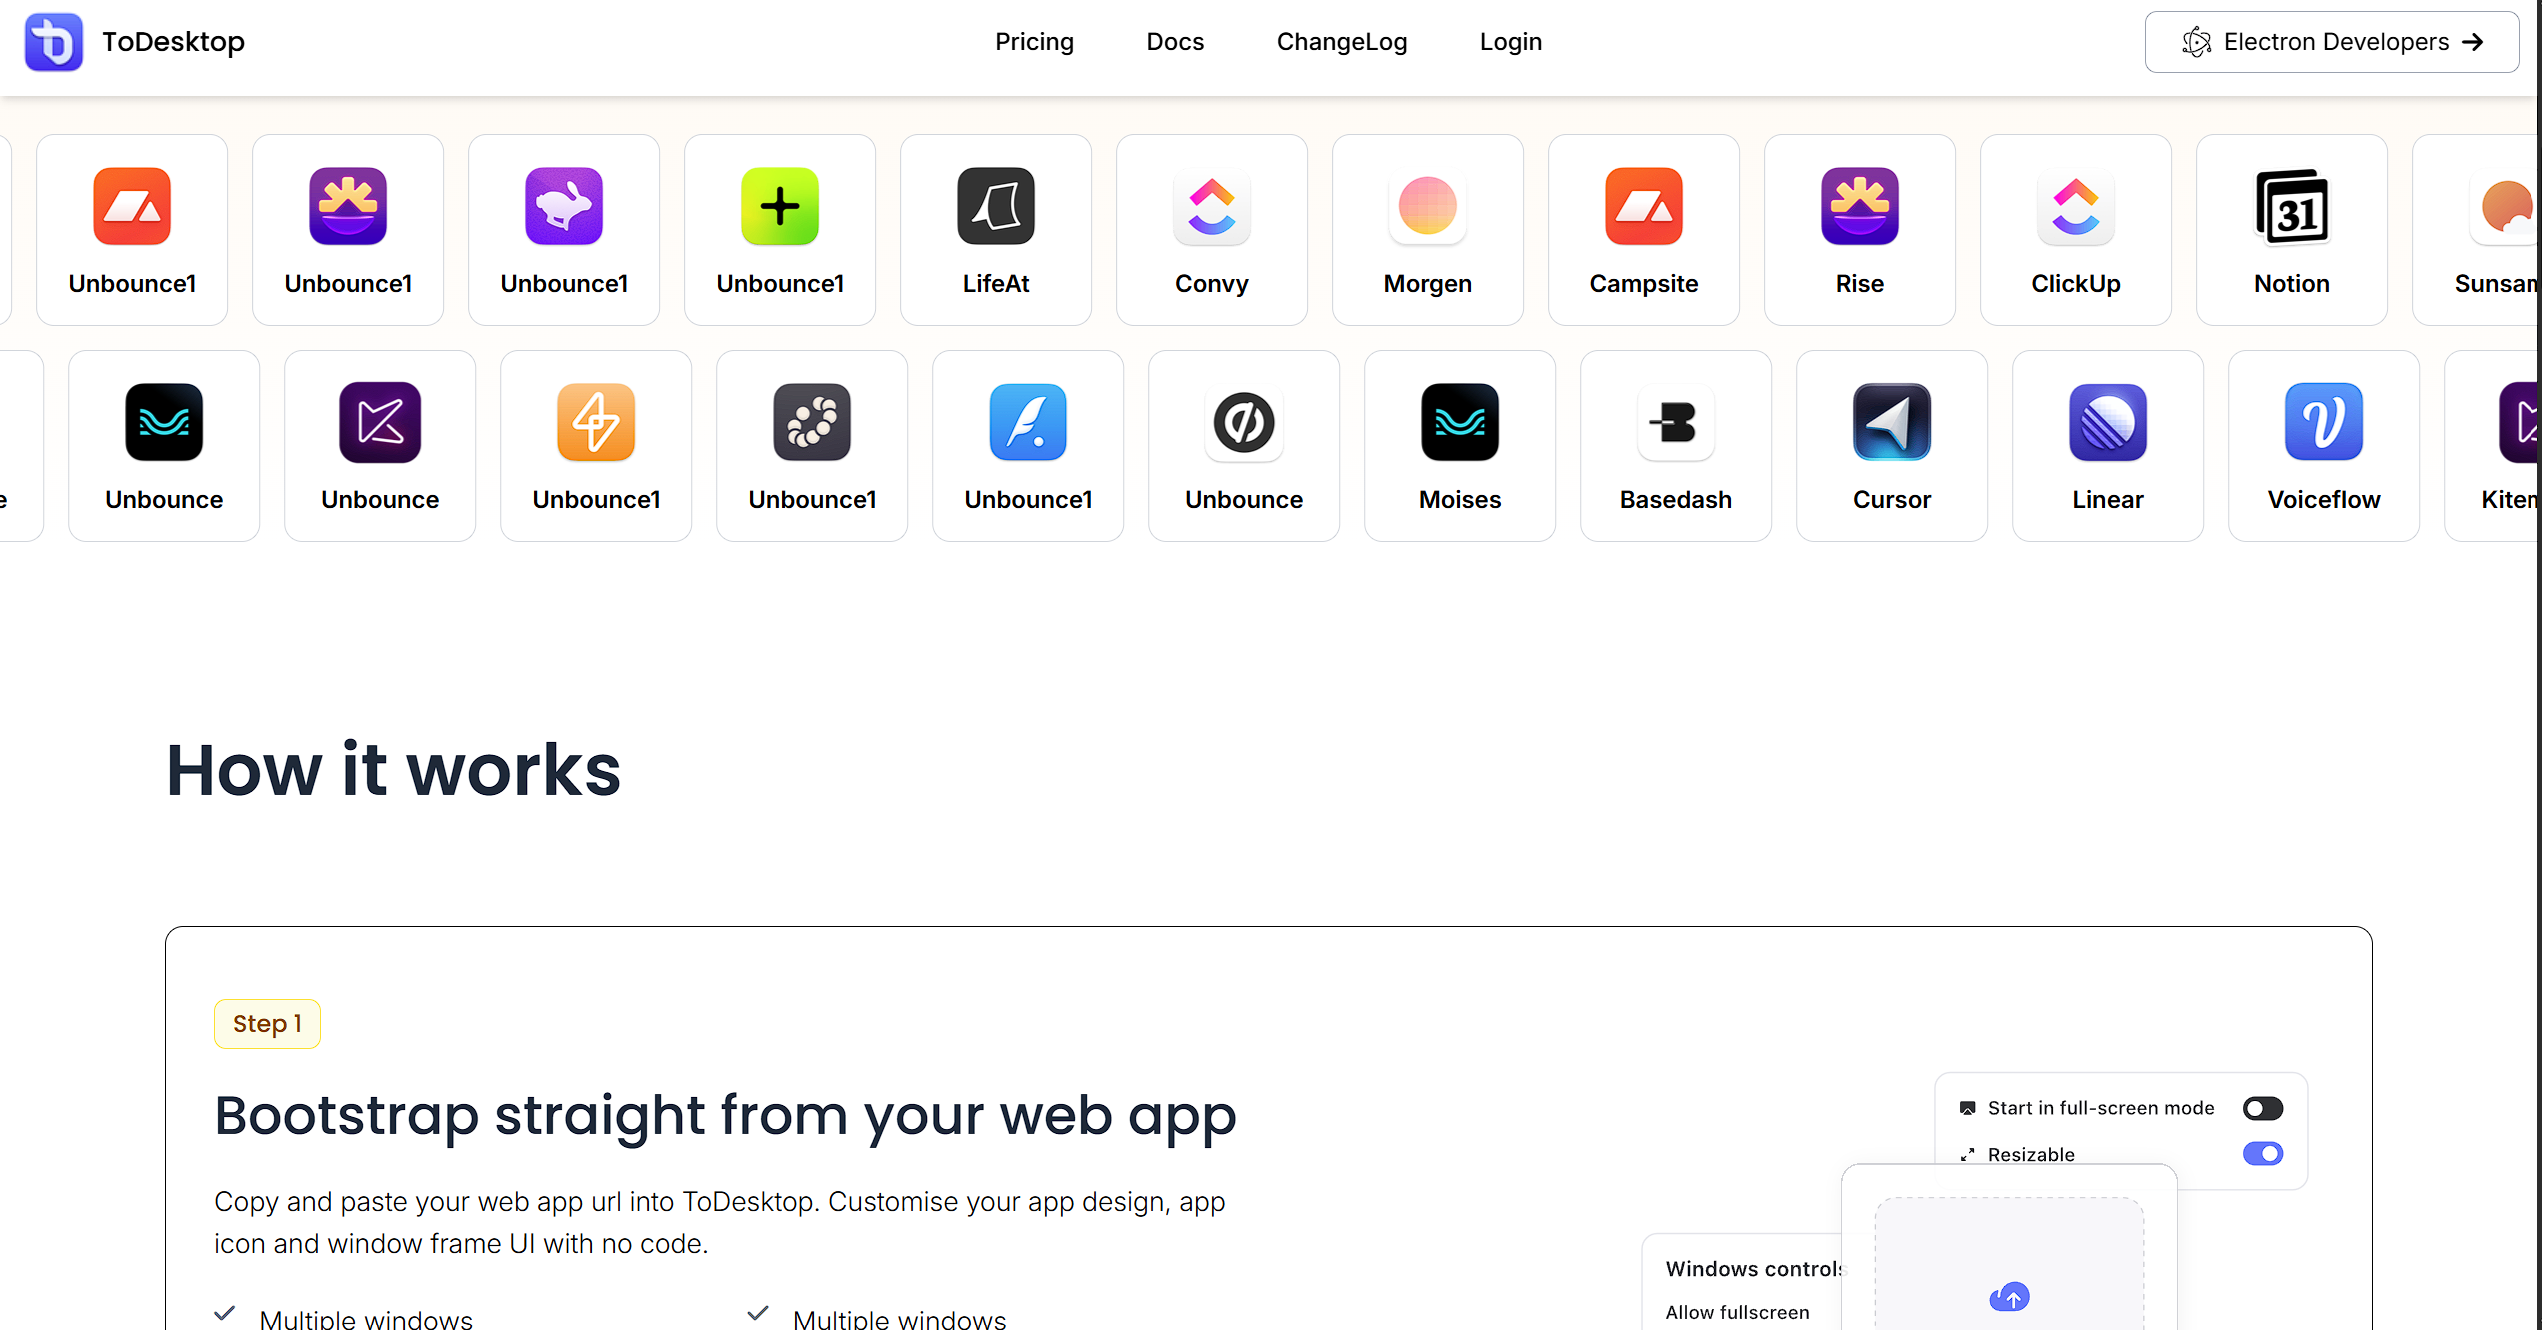 ToDesktop
Pricing
Docs
ChangeLog
Login
Electron Developers
Unbounce1
Unbounce1
Unbounce1
Unbounce1
LifeAt
Convy
Morgen
Campsite
Rise
ClickUp
31
Notion
Sunsam
e
Unbounce
Unbounce
Unbounce1
Unbounce1
Unbounce1
Unbounce
Moises
Basedash
Cursor
Linear
Voiceflow
Kitem
How it works
Step 1
Bootstrap straight from your web app
Copy and paste your web app url into ToDesktop. Customise your app design, app
icon and window frame UI with no code.
Multiple windows
Multiple windows
Start in full-screen mode
Resizable
Windows controls
Allow fullscreen